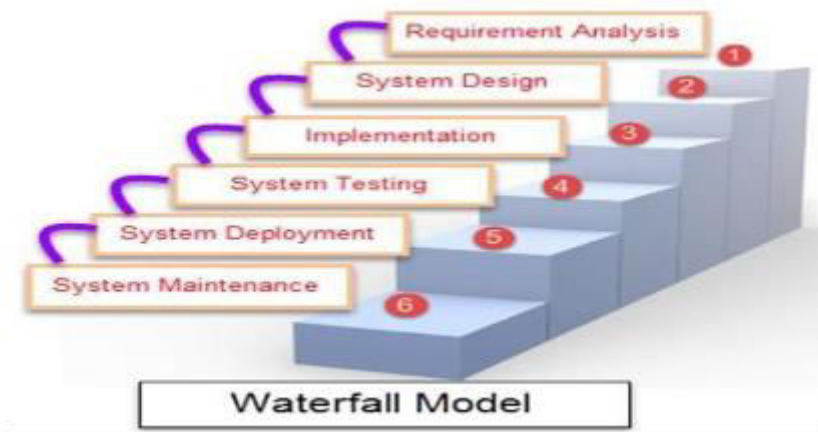 Requirement Analysis
1
System Design
2
Implementation
3
System Testing
4
System Deployment
5
System Maintenance
6
Waterfall Model